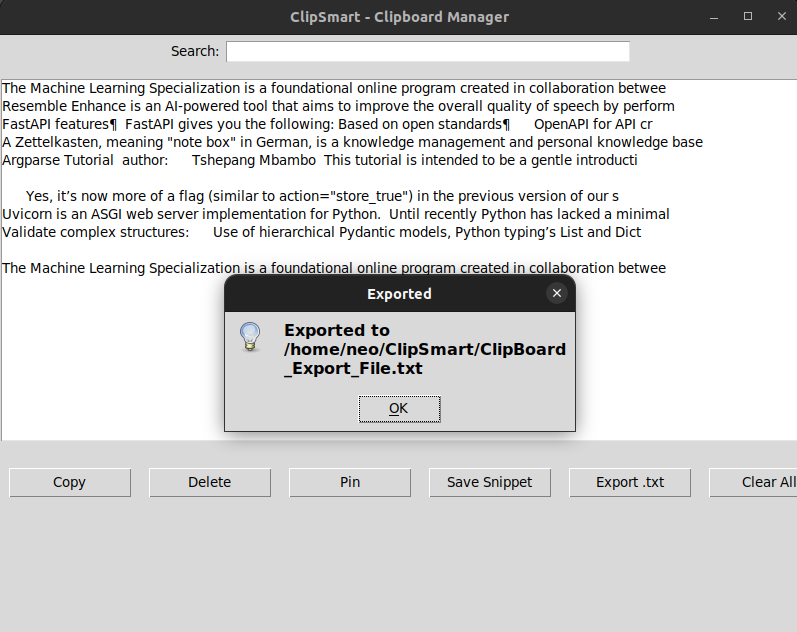 ClipSmart - Clipboard Manager
Search:
The Machine Learning Specialization is a foundational online program created in collaboration betwee
Resemble Enhance is an AI-powered tool that aims to improve the overall quality of speech by perform
FastAPI features¶  FastAPI gives you the following: Based on open standards¶      OpenAPI for API cr
A Zettelkasten, meaning "note box" in German, is a knowledge management and personal knowledge base
Argparse Tutorial  author:      Tshepang Mbambo  This tutorial is intended to be a gentle introducti
Yes, it’s now more of a flag (similar to action="store_true") in the previous version of our s
Uvicorn is an ASGI web server implementation for Python.  Until recently Python has lacked a minimal
Validate complex structures:      Use of hierarchical Pydantic models, Python typing’s List and Dict
The Machine Learning Specialization is a foundational online program created in collaboration betwee
Exported
Exported to
/home/neo/ClipSmart/ClipBoard
_Export_File.txt
OK
Copy Delete Pin Save Snippet Export .txt Clear All